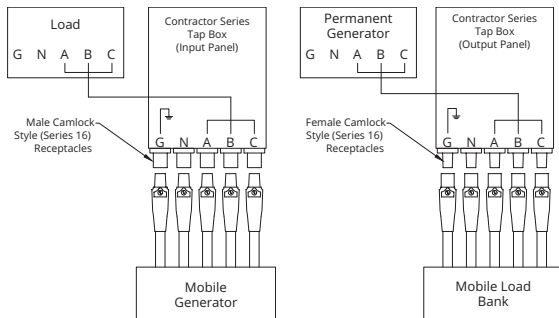 Load
G N A B C
Contractor Series
Tap Box
(Input Panel)
Male Camlock
Style (Series 16)
Receptacles
G N A B C
Mobile
Generator
Permanent
Generator
G N A B C
Contractor Series
Tap Box
(Output Panel)
Female Camlock
Style (Series 16)
Receptacles
G N A B C
Mobile Load
Bank